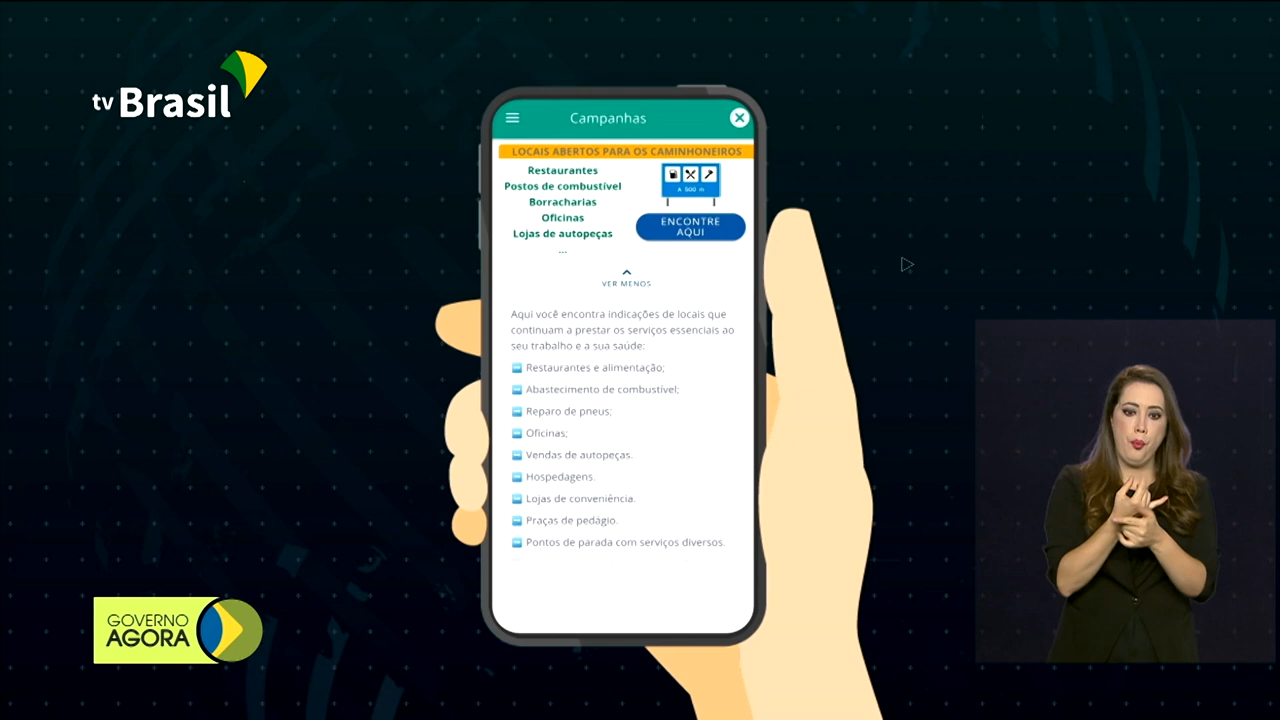 tv Brasil
Campanhas
LOCAIS ABERTOS PARA OS CAMINHONEIROS
Restaurantes
Postos de combustível
Borracharias
Oficinas
Lojas de autopeças
...
A 500 m
ENCONTRE
AQUI
VER MENOS
Aqui você encontra indicações de locais que
continuam a prestar os serviços essenciais ao
seu trabalho e a sua saúde:
Restaurantes e alimentação;
Abastecimento de combustível;
Reparo de pneus;
Oficinas;
Vendas de autopeças.
Hospedagens.
Lojas de conveniência.
Praças de pedágio.
Pontos de parada com serviços diversos.
GOVERNO
AGORA